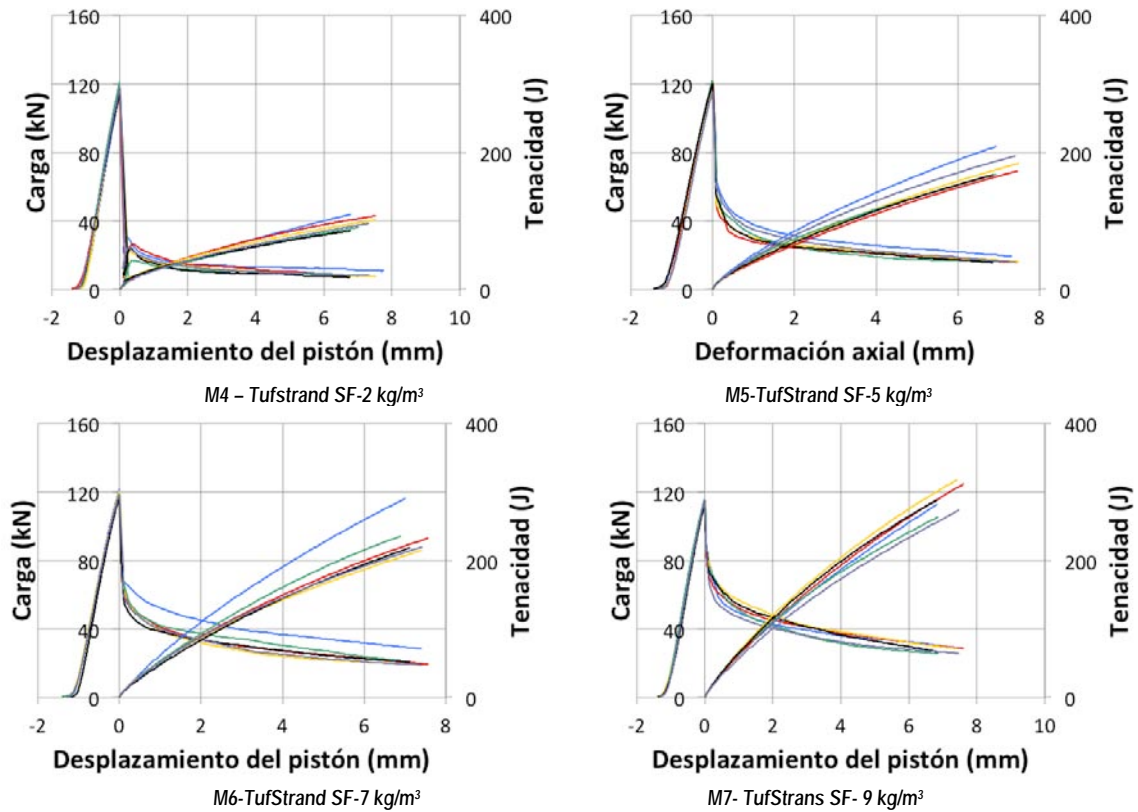 160
120
80
40
0
Carga (kN)
400
200
0
Tenacidad (J)
-2 0 2 4 6 8 10
Desplazamiento del pistón (mm)
M4 – Tufstrand SF-2 kg/m³
160
120
80
40
0
Carga (kN)
400
200
0
Tenacidad (J)
-2 0 2 4 6 8
Deformación axial (mm)
M5-TufStrand SF-5 kg/m³
160
120
80
40
0
Carga (kN)
400
200
0
Tenacidad (J)
-2 0 2 4 6 8
Desplazamiento del pistón (mm)
M6-TufStrand SF-7 kg/m³
160
120
80
40
0
Carga (kN)
400
200
0
Tenacidad (J)
-2 0 2 4 6 8 10
Desplazamiento del pistón (mm)
M7- TufStrans SF- 9 kg/m³